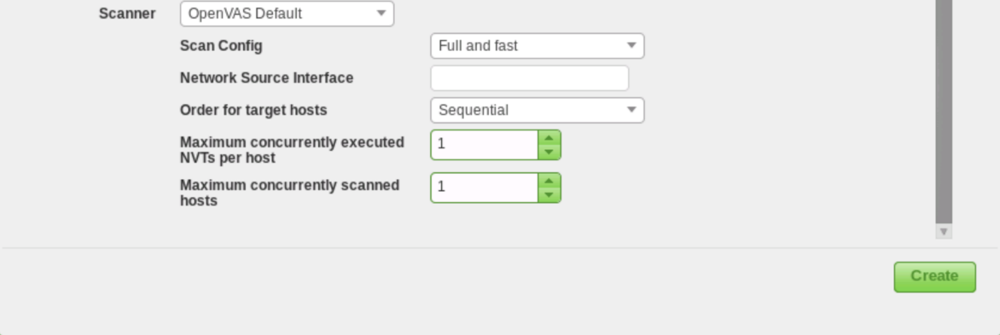 Scanner OpenVAS Default
Scan Config Full and fast
Network Source Interface
Order for target hosts Sequential
Maximum concurrently executed 1
NVTs per host
Maximum concurrently scanned 1
hosts
Create